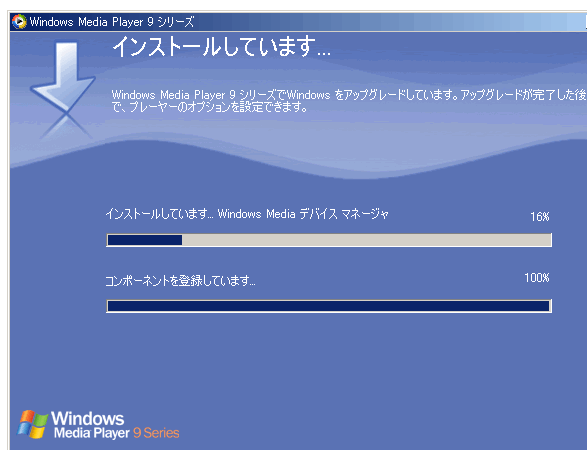 Windows Media Player 9 シリーズ
インストールしています...
Windows Media Player 9 シリーズでWindows をアップグレードしています。アップグレードが完了した後
で、プレーヤーのオプションを設定できます。
インストールしています... Windows Media デバイス マネージャ
16%
コンポーネントを登録しています...
100%
Windows
Media Player 9 Series